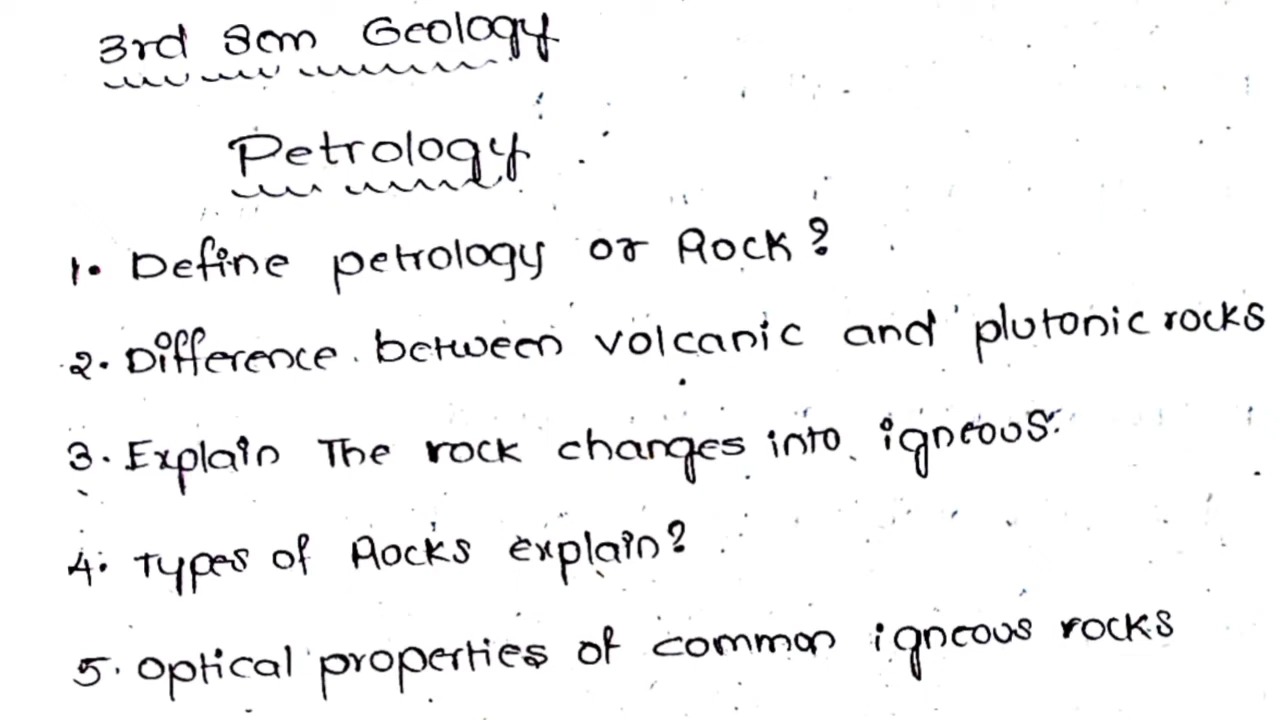 3rd Sem Geology
Petrology
1. Define petrology or Rock?
2. Difference between volcanic and plutonic rocks
3. Explain The rock changes into igneous.
4. Types of Rocks explain?
5. optical properties of common igneous rocks